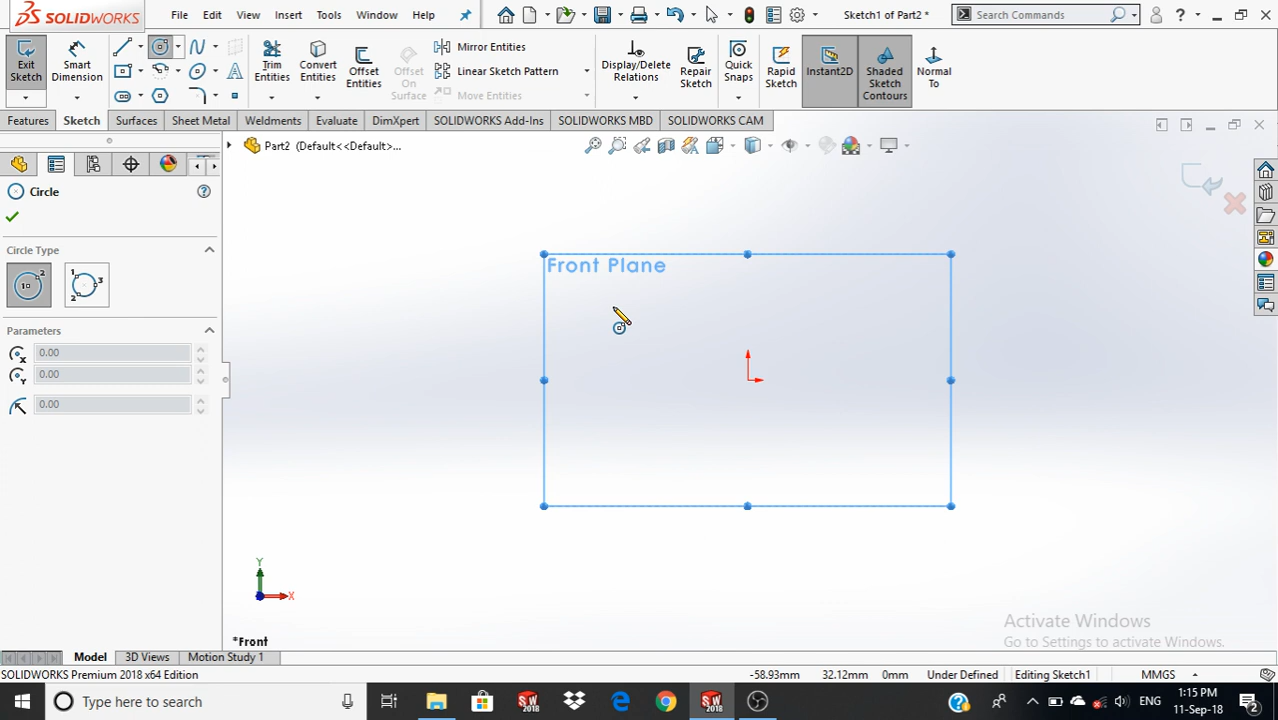 SOLIDWORKS
File
Edit
View
Insert
Tools
Window
Help
Sketch1 of Part2 *
Search Commands
?
Exit Sketch
Smart Dimension
Trim Entities
Convert Entities
Offset Entities
Offset On Surface
Mirror Entities
Linear Sketch Pattern
Move Entities
Display/Delete Relations
Repair Sketch
Quick Snaps
Rapid Sketch
Instant2D
Shaded Sketch Contours
Normal To
Features
Sketch
Surfaces
Sheet Metal
Weldments
Evaluate
DimXpert
SOLIDWORKS Add-Ins
SOLIDWORKS MBD
SOLIDWORKS CAM
Part2 (Default<<Default>...
Circle
?
Circle Type
Parameters
0.00
0.00
0.00
Front Plane
Y
X
*Front
Activate Windows
Go to Settings to activate Windows.
Model
3D Views
Motion Study 1
SOLIDWORKS Premium 2018 x64 Edition
-58.93mm
32.12mm
0mm
Under Defined
Editing Sketch1
MMGS
Type here to search
ENG
1:15 PM
11-Sep-18
2